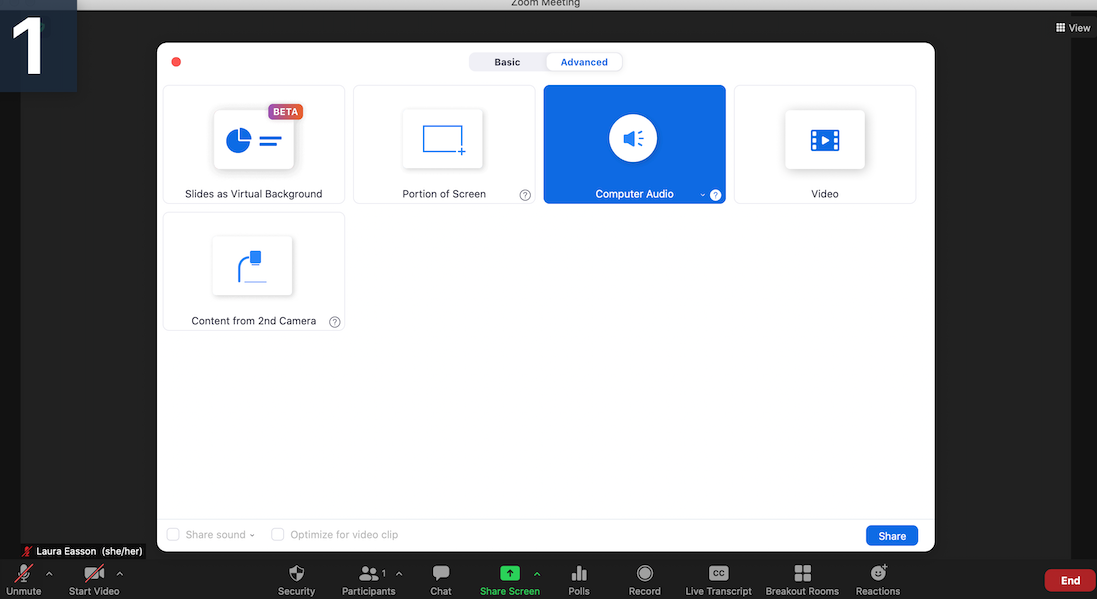 Zoom Meeting
1
View
Basic
Advanced
BETA
Slides as Virtual Background
Portion of Screen
?
Computer Audio
?
Video
Content from 2nd Camera
?
Share sound
Optimize for video clip
Share
Laura Easson (she/her)
Unmute
Start Video
Security
1
Participants
Chat
Share Screen
Polls
Record
CC
Live Transcript
Breakout Rooms
Reactions
End